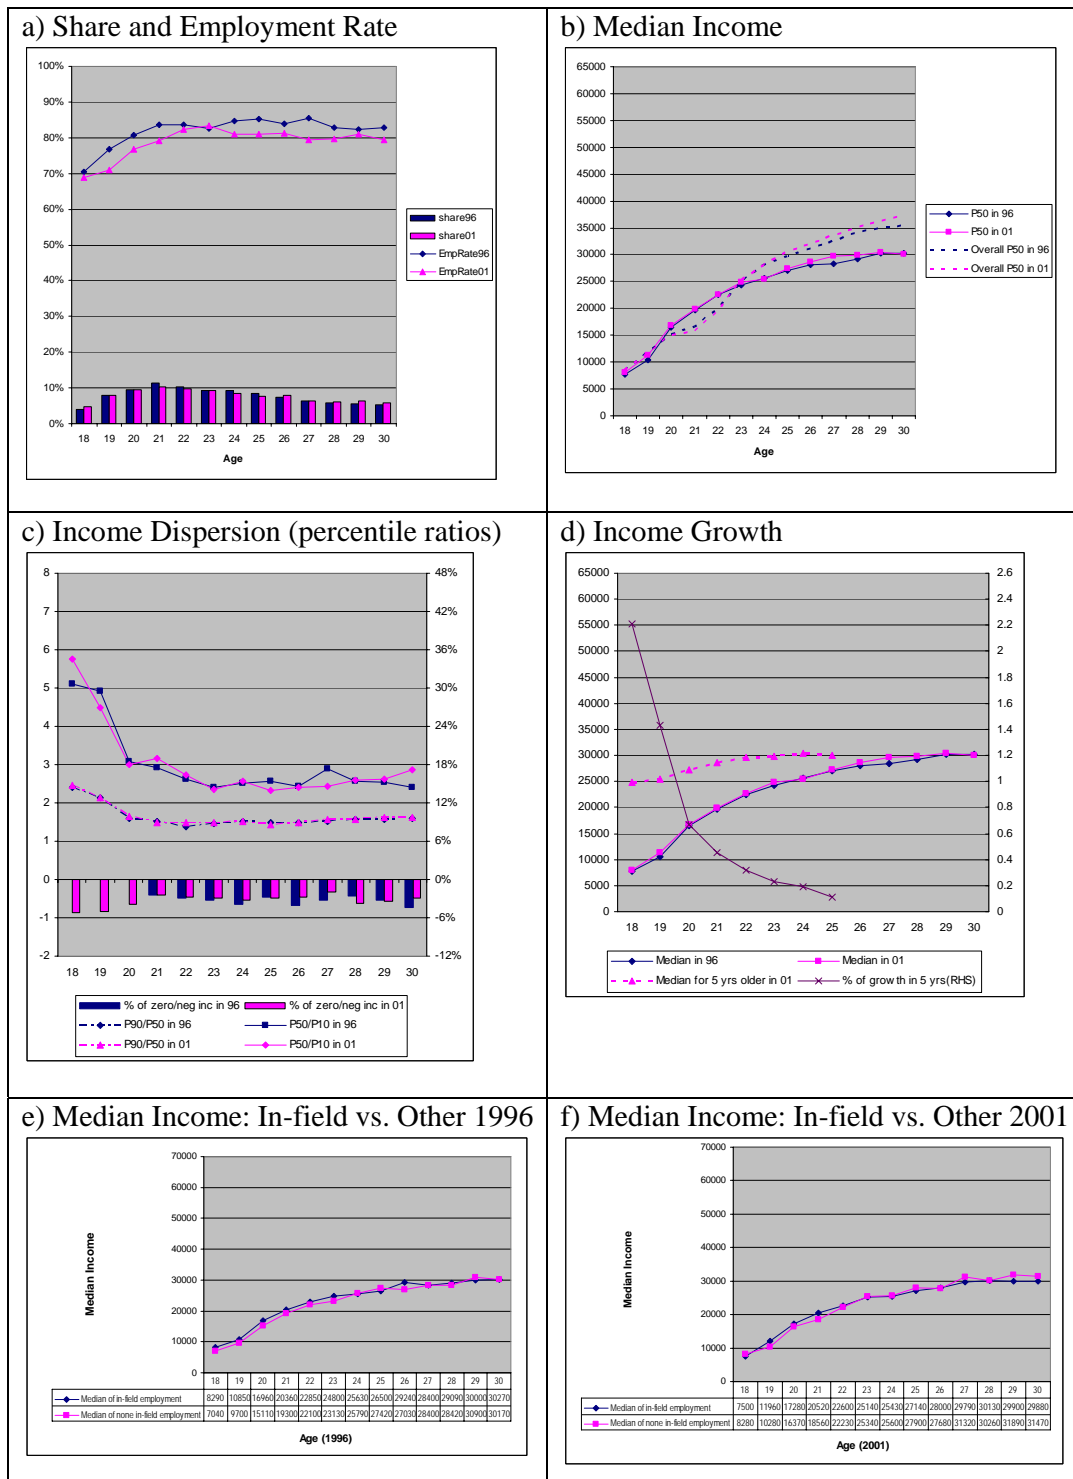 a) Share and Employment Rate
100%
90%
80%
70%
60%
50%
40%
30%
20%
10%
0%
18 19 20 21 22 23 24 25 26 27 28 29 30
Age
share96
share01
EmpRate96
EmpRate01
b) Median Income
65000
60000
55000
50000
45000
40000
35000
30000
25000
20000
15000
10000
5000
0
18 19 20 21 22 23 24 25 26 27 28 29 30
Age
P50 in 96
P50 in 01
Overall P50 in 96
Overall P50 in 01
c) Income Dispersion (percentile ratios)
8 48%
7 42%
6 36%
5 30%
4 24%
3 18%
2 12%
1 6%
0 0%
-1 -6%
-2 -12%
18 19 20 21 22 23 24 25 26 27 28 29 30
% of zero/neg inc in 96 % of zero/neg inc in 01
P90/P50 in 96 P50/P10 in 96
P90/P50 in 01 P50/P10 in 01
d) Income Growth
65000 2.6
60000 2.4
55000 2.2
50000 2
45000 1.8
40000 1.6
35000 1.4
30000 1.2
25000 1
20000 0.8
15000 0.6
10000 0.4
5000 0.2
0 0
18 19 20 21 22 23 24 25 26 27 28 29 30
Median in 96 Median in 01
Median for 5 yrs older in 01 % of growth in 5 yrs(RHS)
e) Median Income: In-field vs. Other 1996
Median Income
70000
60000
50000
40000
30000
20000
10000
0
18 19 20 21 22 23 24 25 26 27 28 29 30
Median of in-field employment 8290 10850 16960 20360 22850 24800 25630 26500 29240 28400 29090 30000 30270
Median of none in-field employment 7040 9700 15110 19300 22100 23130 25790 27420 27030 28400 28420 30900 30170
Age (1996)
f) Median Income: In-field vs. Other 2001
Median Income
70000
60000
50000
40000
30000
20000
10000
0
18 19 20 21 22 23 24 25 26 27 28 29 30
Median of in-field employment 7500 11960 17280 20520 22600 25140 25430 27140 28000 29790 30130 29900 29880
Median of none in-field employment 8280 10280 16370 18560 22230 25340 25600 27900 27680 31320 30260 31890 31470
Age (2001)